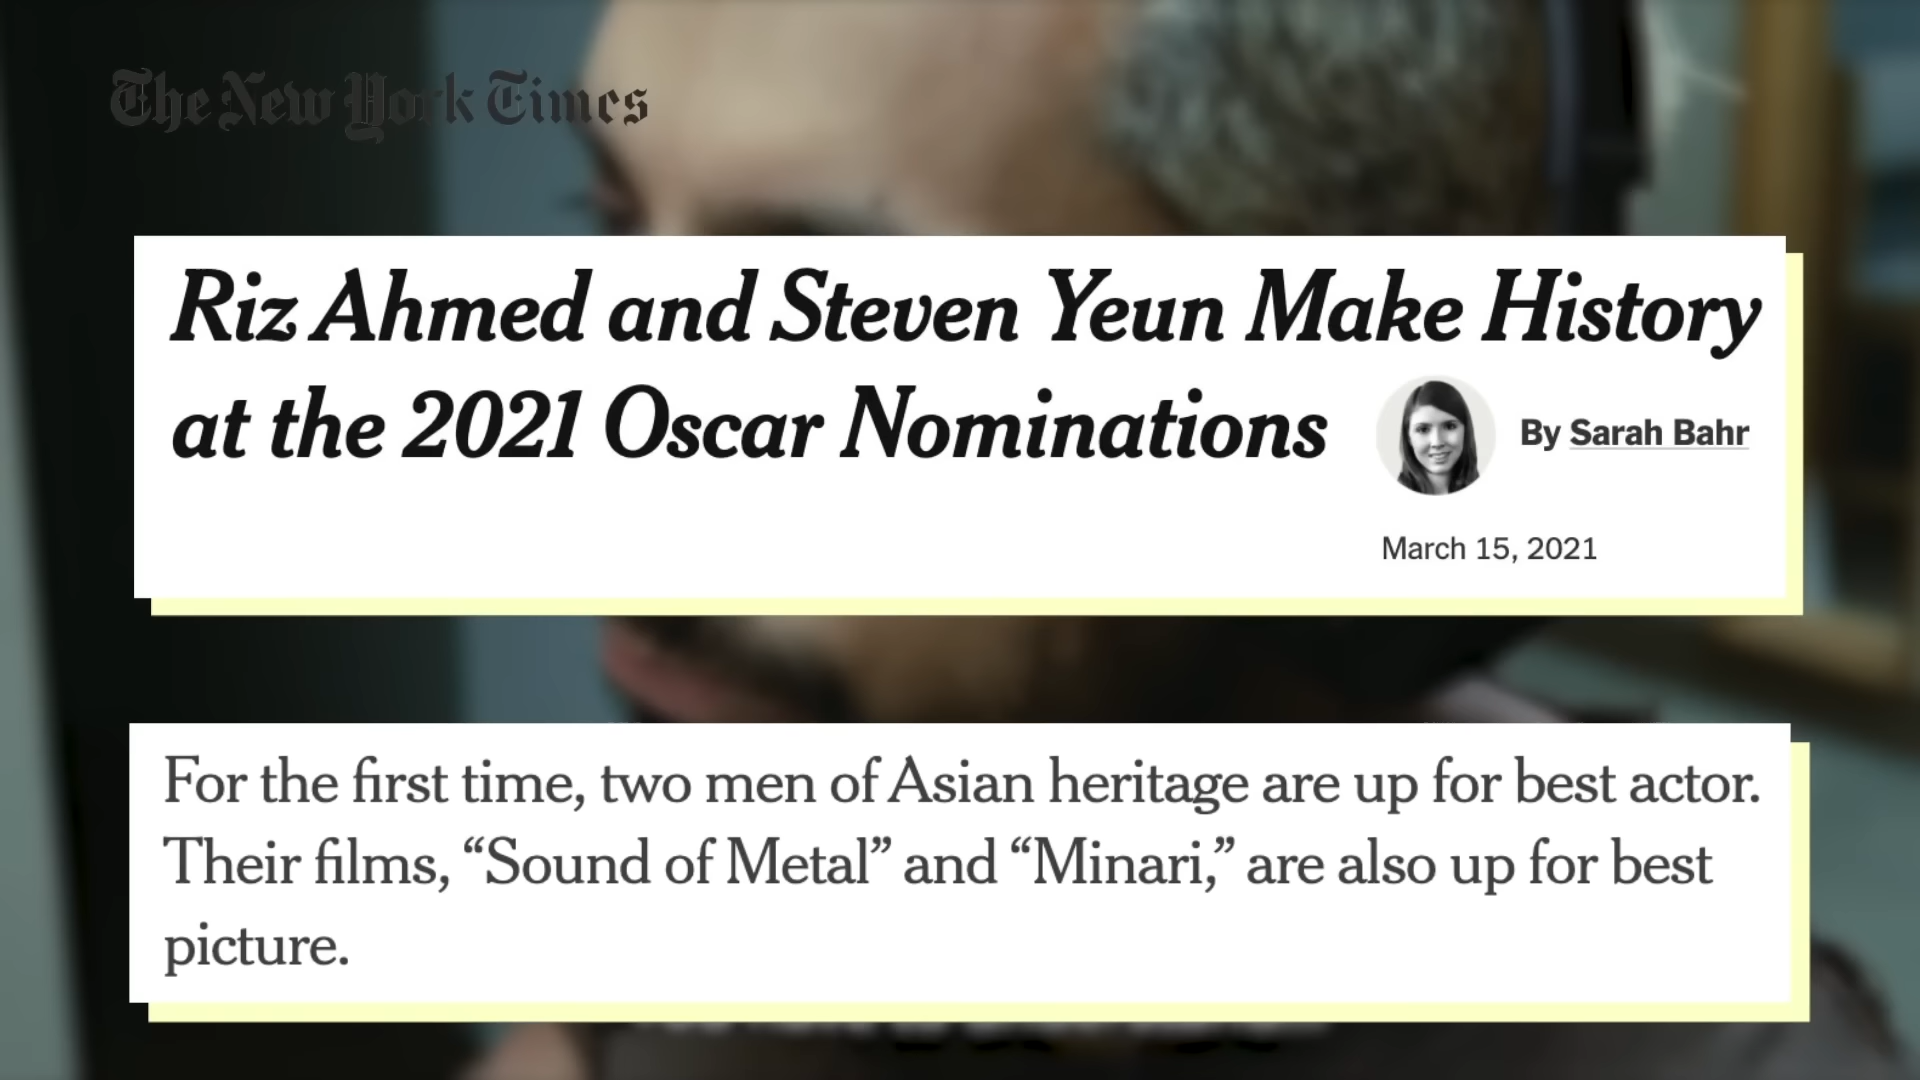 The New York Times
Riz Ahmed and Steven Yeun Make History
at the 2021 Oscar Nominations
By Sarah Bahr
March 15, 2021
For the first time, two men of Asian heritage are up for best actor.
Their films, “Sound of Metal” and “Minari,” are also up for best
picture.